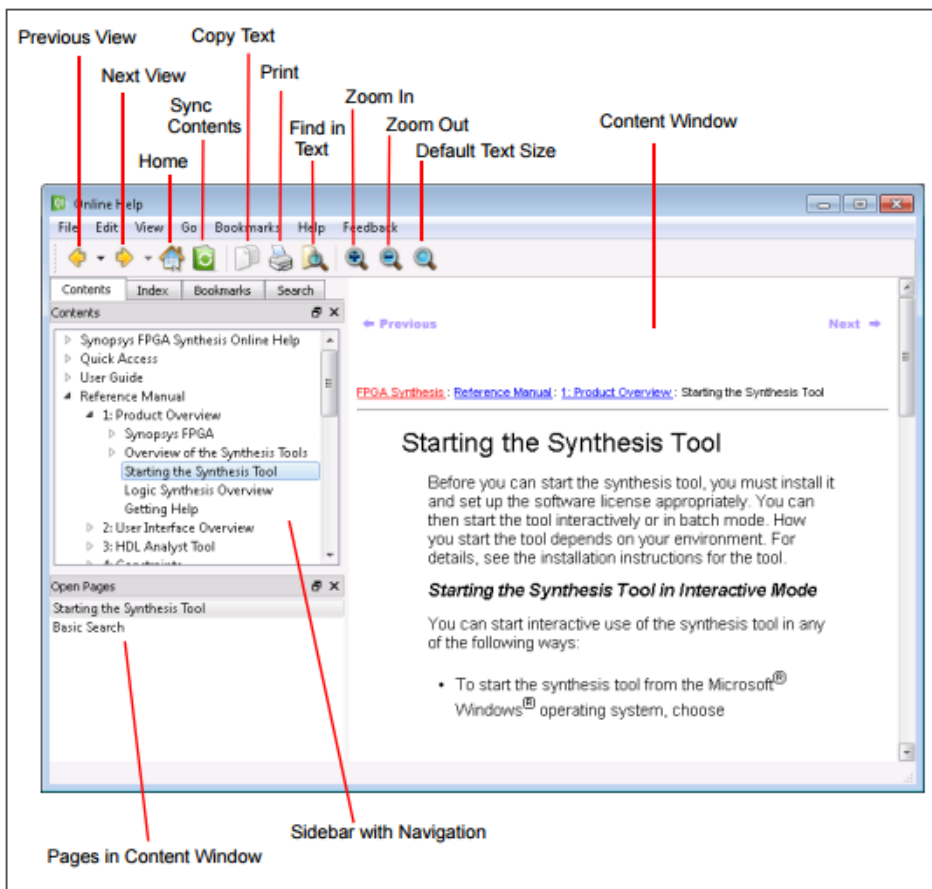 Previous View
Copy Text
Next View
Print
Sync
Contents
Zoom In
Find in
Text
Zoom Out
Content Window
Home
Default Text Size
Online Help
File Edit View Go Bookmarks Help Feedback
Contents Index Bookmarks Search
Contents
Synopsys FPGA Synthesis Online Help
Quick Access
User Guide
Reference Manual
1: Product Overview
Synopsys FPGA
Overview of the Synthesis Tools
Starting the Synthesis Tool
Logic Synthesis Overview
Getting Help
2: User Interface Overview
3: HDL Analyst Tool
4: Constraints
Open Pages
Starting the Synthesis Tool
Basic Search
Previous Next
FPGA Synthesis : Reference Manual : 1: Product Overview : Starting the Synthesis Tool
Starting the Synthesis Tool
Before you can start the synthesis tool, you must install it
and set up the software license appropriately. You can
then start the tool interactively or in batch mode. How
you start the tool depends on your environment. For
details, see the installation instructions for the tool.
Starting the Synthesis Tool in Interactive Mode
You can start interactive use of the synthesis tool in any
of the following ways:
• To start the synthesis tool from the Microsoft®
Windows® operating system, choose
Sidebar with Navigation
Pages in Content Window